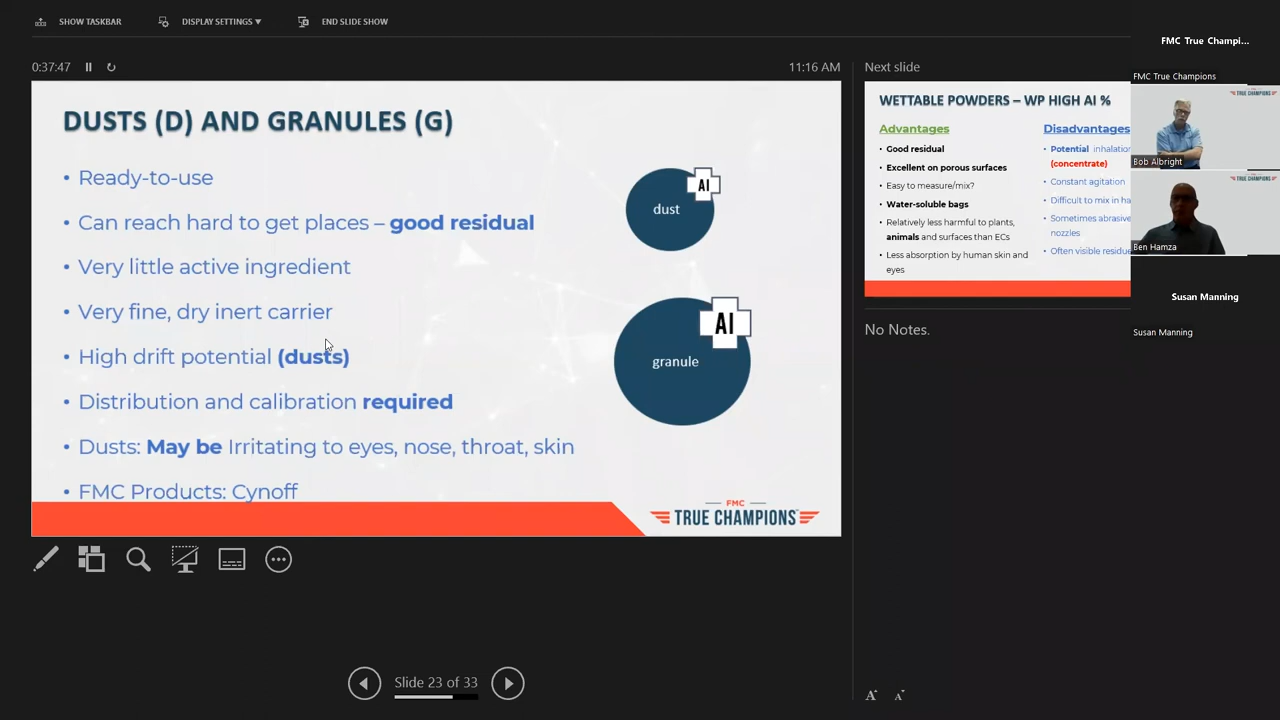 SHOW TASKBAR
DISPLAY SETTINGS ▼
END SLIDE SHOW
0:37:47
11:16 AM
DUSTS (D) AND GRANULES (G)
• Ready-to-use
• Can reach hard to get places – good residual
• Very little active ingredient
• Very fine, dry inert carrier
• High drift potential (dusts)
• Distribution and calibration required
• Dusts: May be Irritating to eyes, nose, throat, skin
• FMC Products: Cynoff
AI
dust
AI
granule
FMC
TRUE CHAMPIONS
Slide 23 of 33
Next slide
WETTABLE POWDERS – WP HIGH AI %
Advantages
• Good residual
• Excellent on porous surfaces
• Easy to measure/mix?
• Water-soluble bags
• Relatively less harmful to plants,
animals and surfaces than ECs
• Less absorption by human skin and
eyes
Disadvantages
• Potential inhalatio
(concentrate)
• Constant agitation
• Difficult to mix in ha
• Sometimes abrasive
nozzles
• Often visible residue
No Notes.
A
A
FMC True Champi...
FMC True Champions
TRUE CHAMPIONS
Bob Albright
TRUE CHAMPIONS
Ben Hamza
Susan Manning
Susan Manning